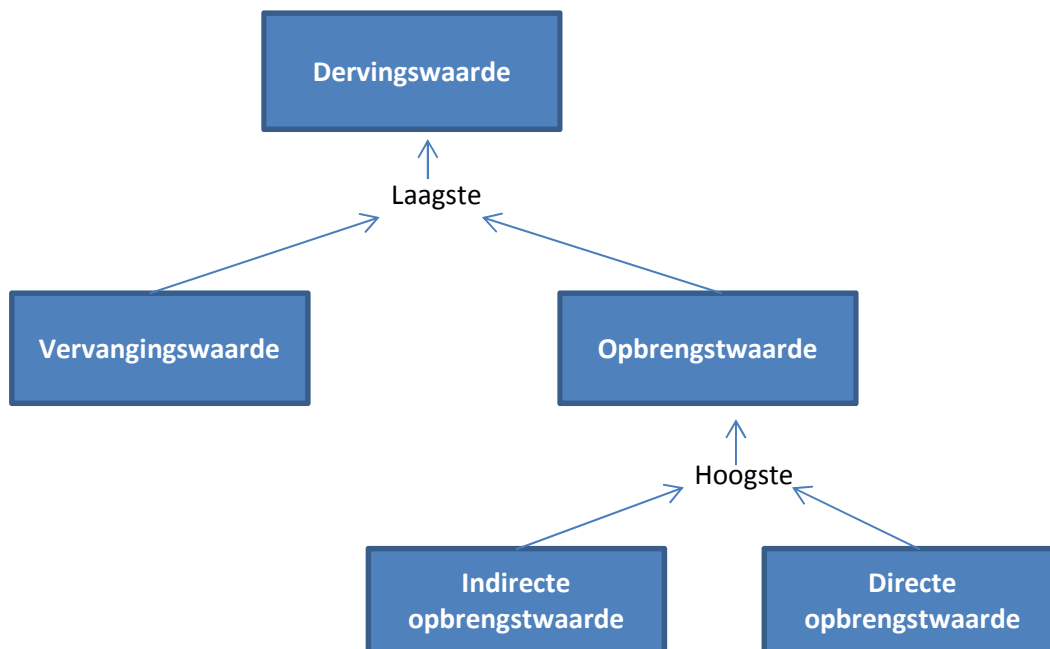 Dervingswaarde
Laagste
Vervangingswaarde
Opbrengstwaarde
Hoogste
Indirecte
opbrengstwaarde
Directe
opbrengstwaarde